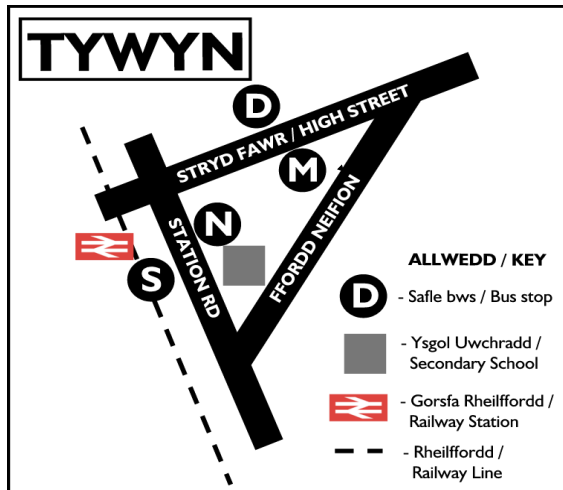 TYWYN
D
STRYD FAWR / HIGH STREET
M
N
STATION RD
FFORDD NEIFION
S
ALLWEDD / KEY
D
- Safle bws / Bus stop
- Ysgol Uwchradd /
Secondary School
- Gorsfa Rheilffordd /
Railway Station
- Rheilffordd /
Railway Line